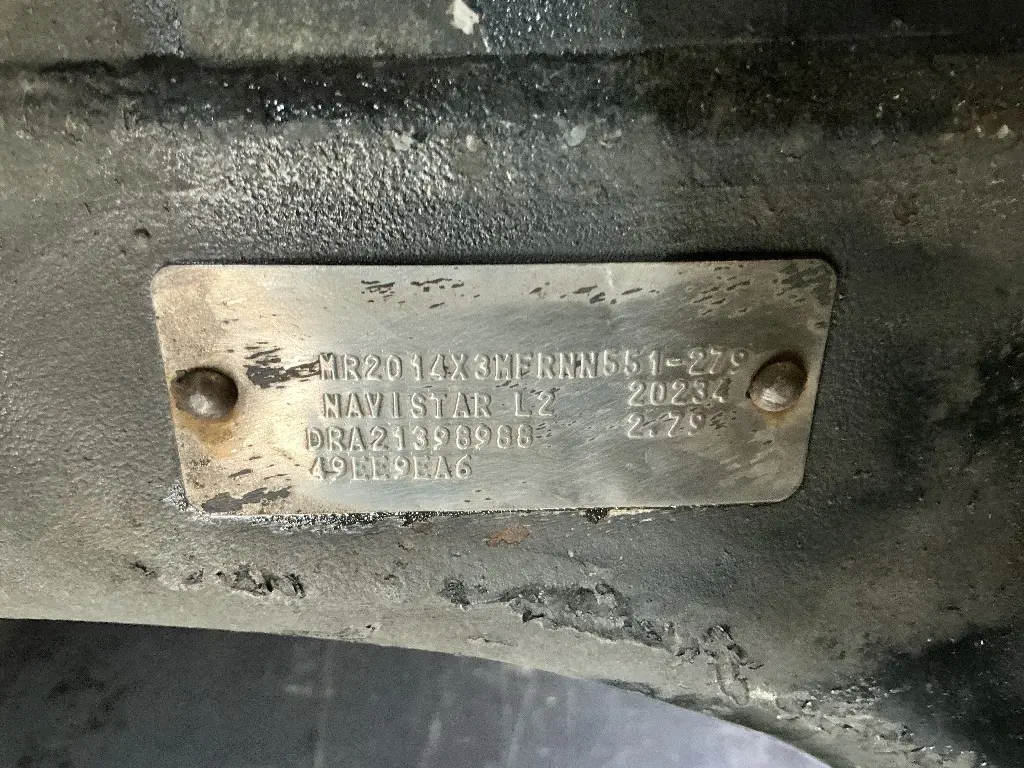 MR2014X3MFRNN551-279
NAVISTAR L2 20234
DRA21398988 2.79
49EE9EA6